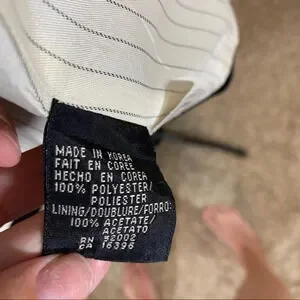 MADE IN KOREA
FAIT EN COREE
HECHO EN COREA
100% POLYESTER/
POLIESTER
LINING/DOUBLURE/FORRO:
100% ACETATE/
ACETATO
RN 32002
CA 16396